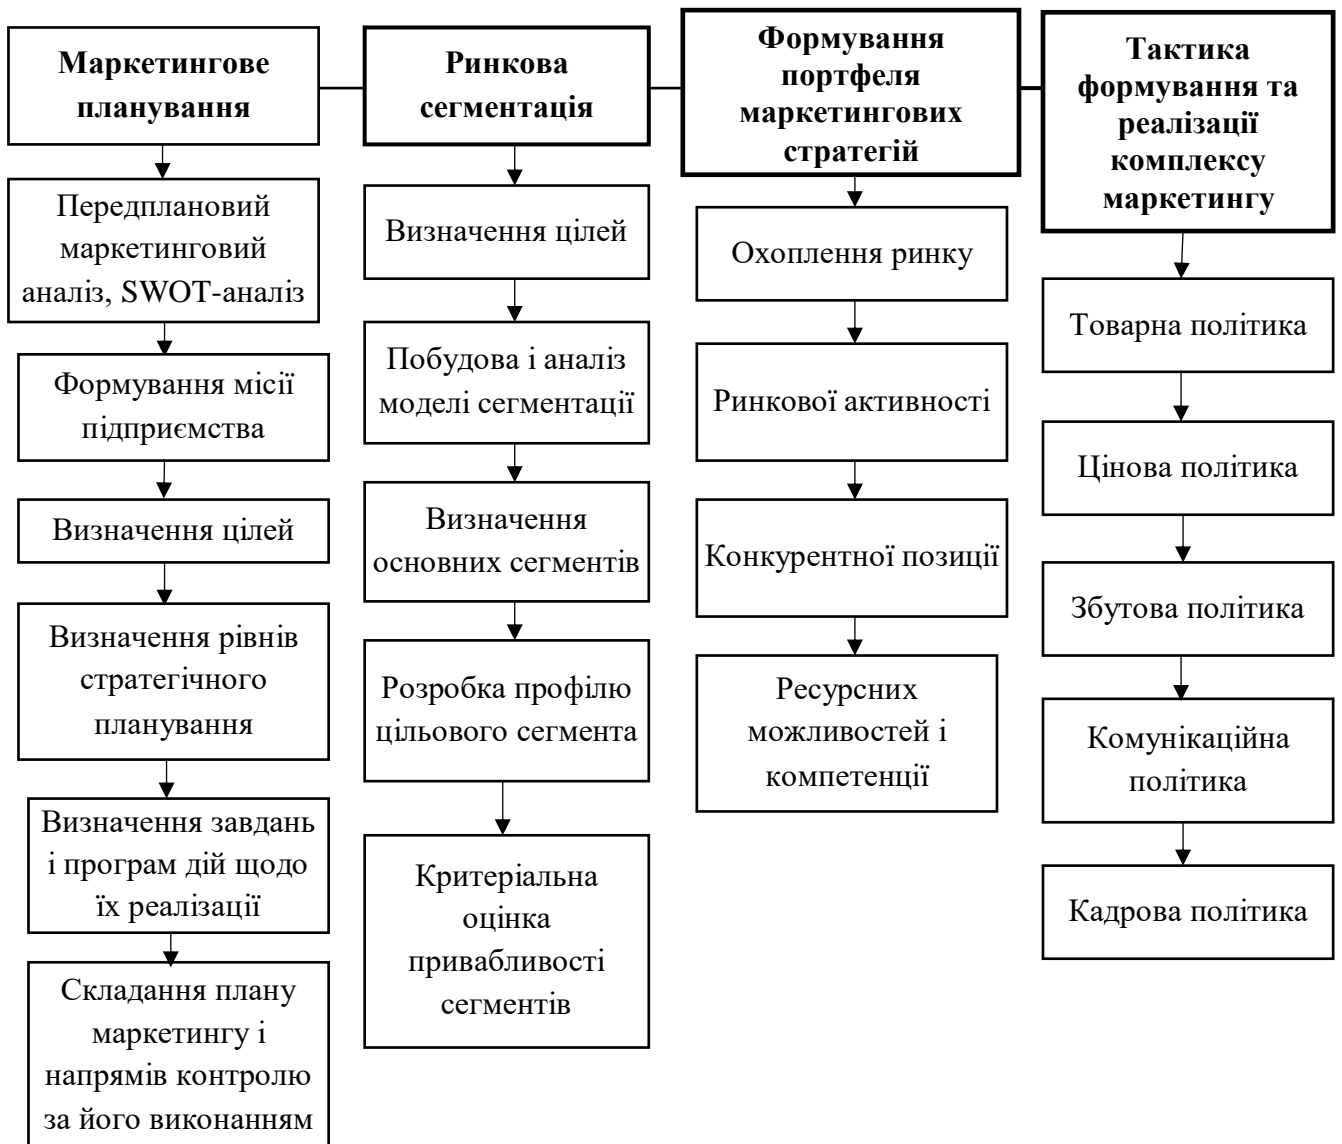 Маркетингове
планування
Передплановий
маркетинговий
аналіз, SWOT-аналіз
Формування місії
підприємства
Визначення цілей
Визначення рівнів
стратегічного
планування
Визначення завдань
і програм дій щодо
їх реалізації
Складання плану
маркетингу і
напрямів контролю
за його виконанням
Ринкова
сегментація
Визначення цілей
Побудова і аналіз
моделі сегментації
Визначення
основних сегментів
Розробка профілю
цільового сегмента
Критеріальна
оцінка
привабливості
сегментів
Формування
портфеля
маркетингових
стратегій
Охоплення ринку
Ринкової активності
Конкурентної позиції
Ресурсних
можливостей і
компетенції
Тактика
формування та
реалізації
комплексу
маркетингу
Товарна політика
Цінова політика
Збутова політика
Комунікаційна
політика
Кадрова політика